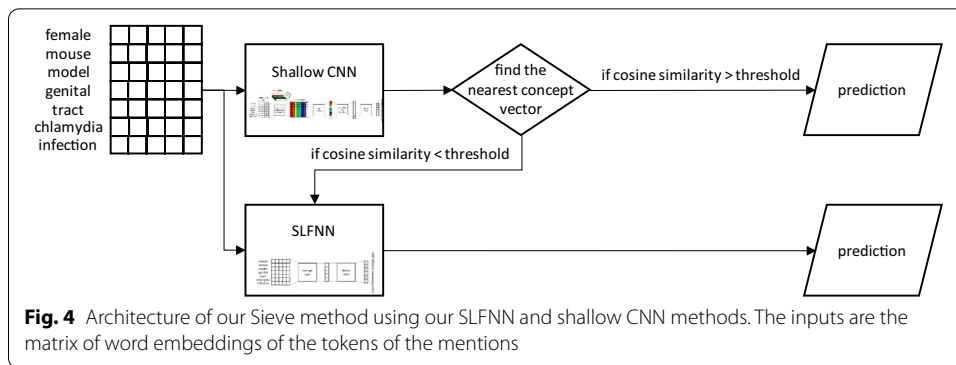 female
mouse
model
genital
tract
chlamydia
infection
Shallow CNN
find the
nearest concept
vector
if cosine similarity > threshold
prediction
if cosine similarity < threshold
SLFNN
prediction
Fig. 4 Architecture of our Sieve method using our SLFNN and shallow CNN methods. The inputs are the
matrix of word embeddings of the tokens of the mentions